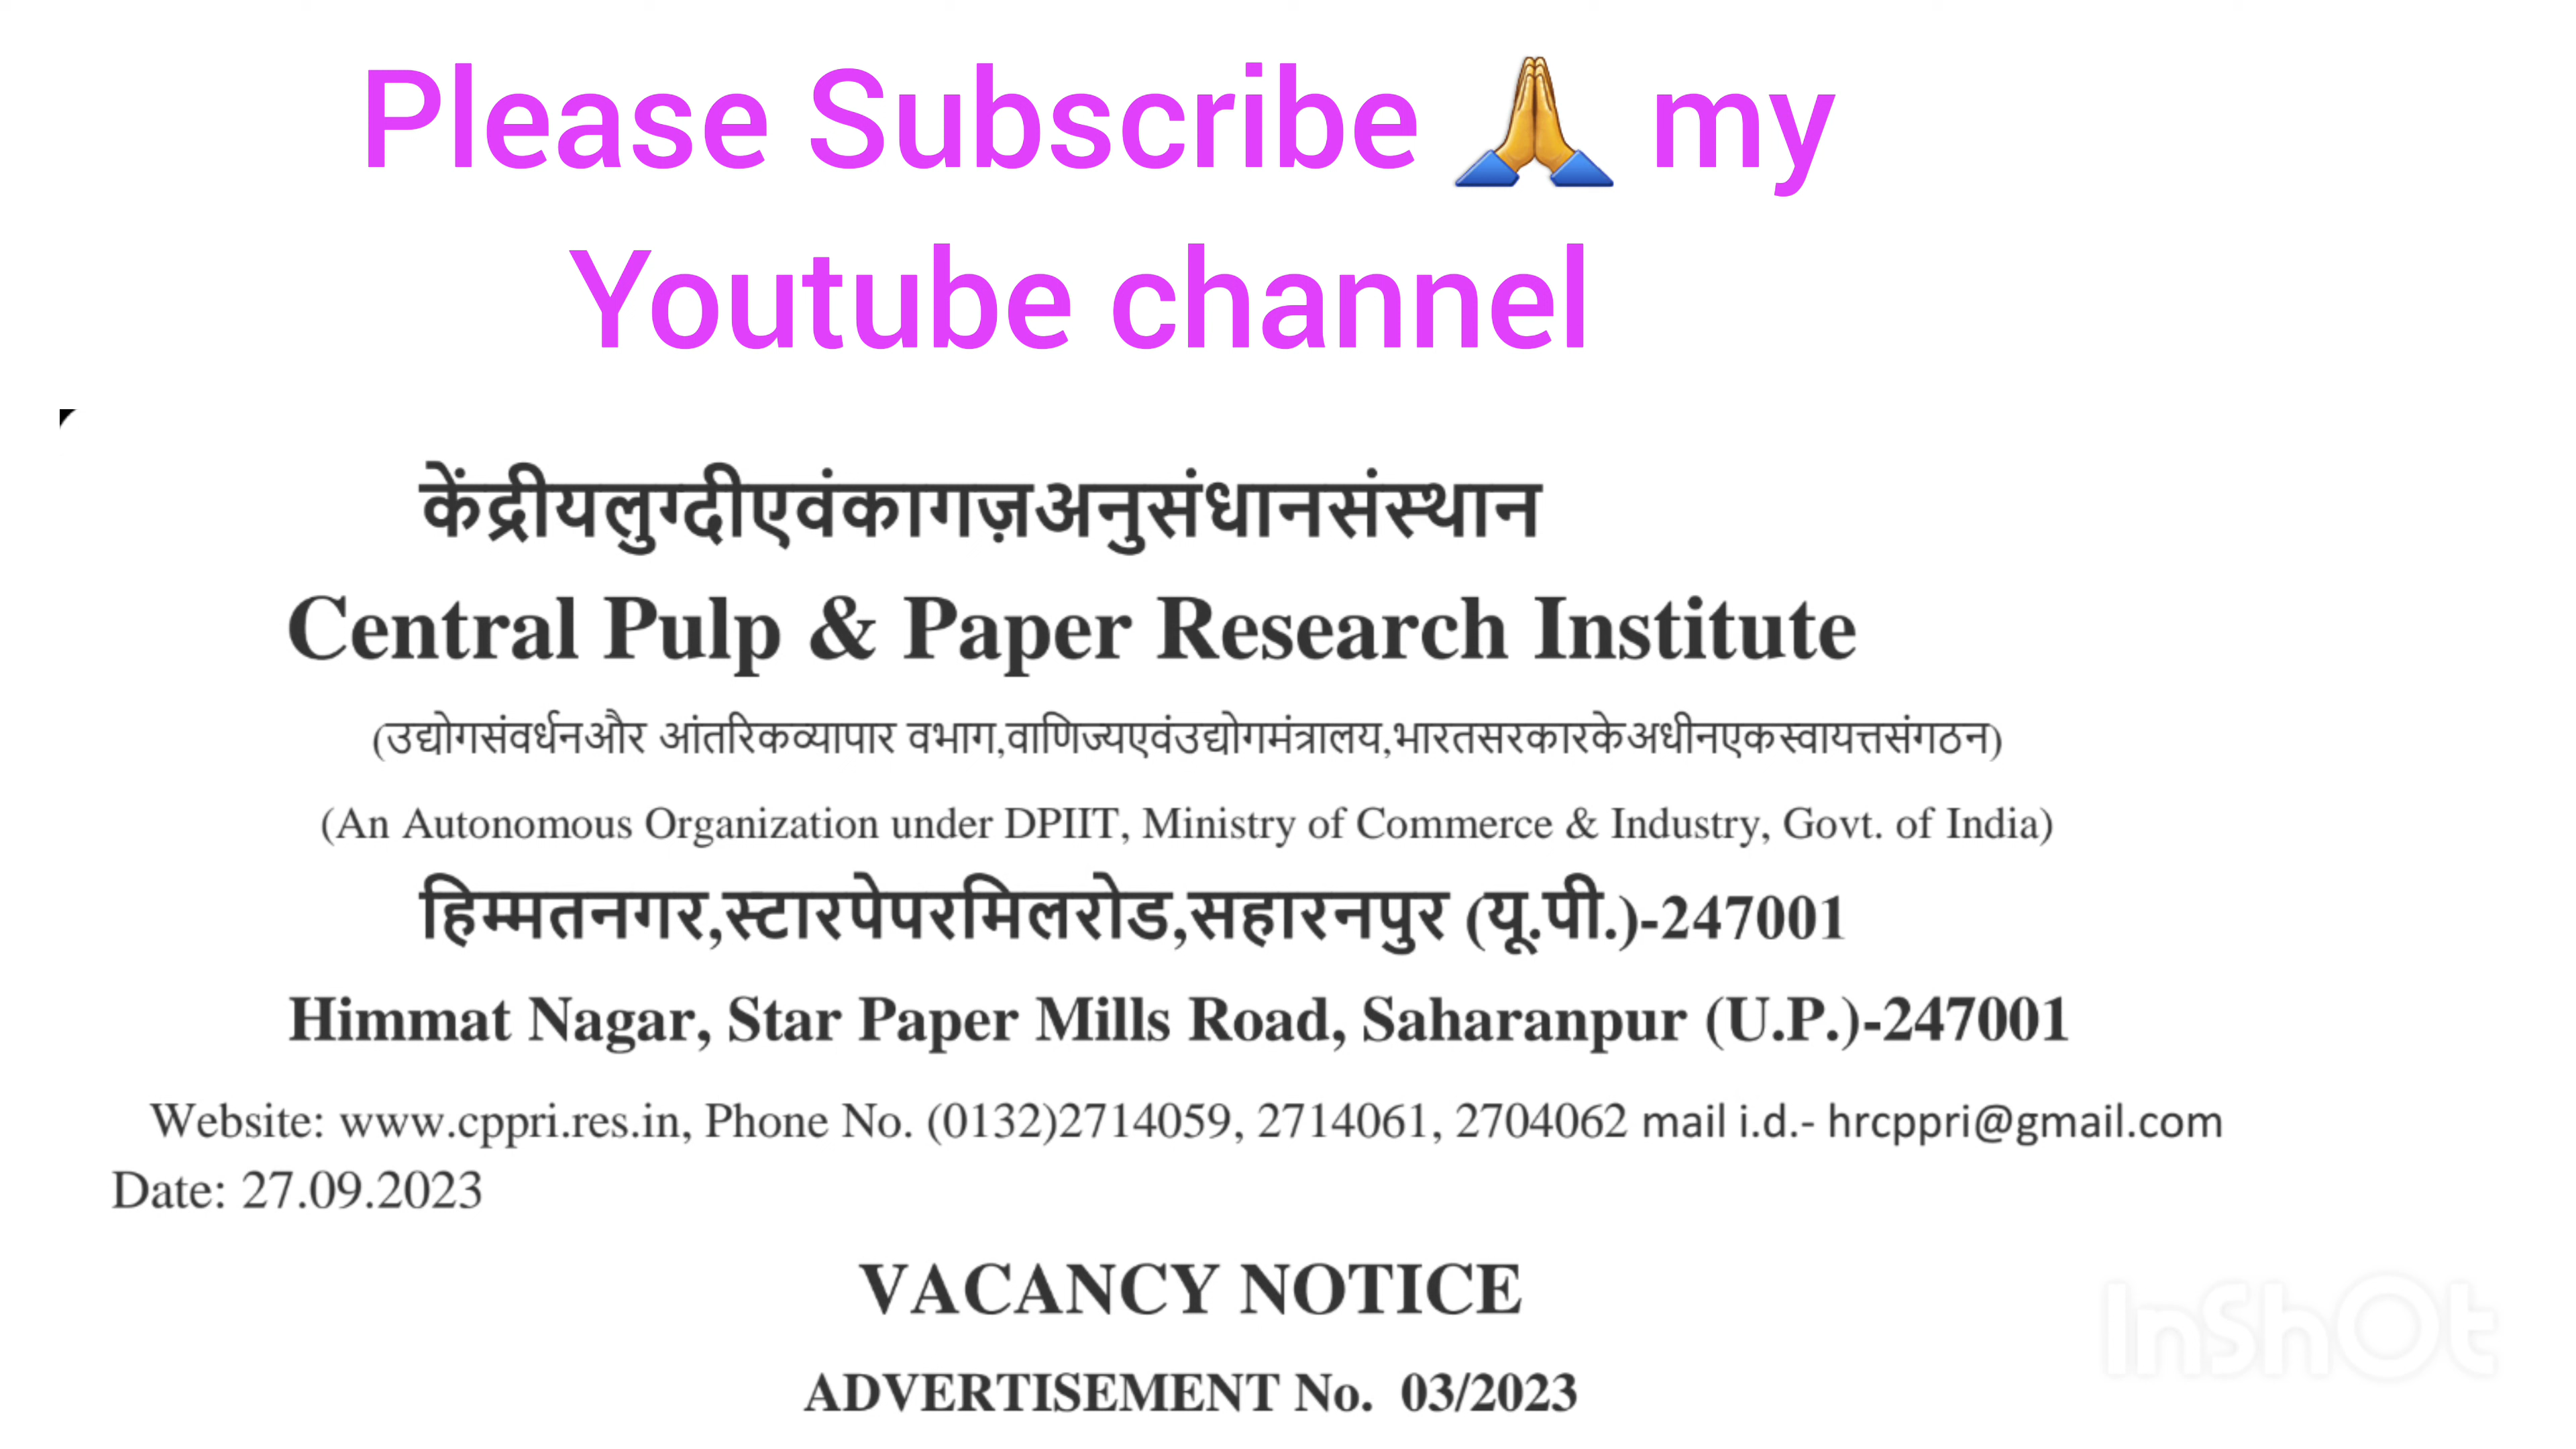 Please Subscribe 🙏 my
Youtube channel
केंद्रीयलुग्दीएवंकागज़अनुसंधानसंस्थान
Central Pulp & Paper Research Institute
(उद्योगसंवर्धनऔर आंतरिकव्यापार वभाग,वाणिज्यएवंउद्योगमंत्रालय,भारतसरकारकेअधीनएकस्वायत्तसंगठन)
(An Autonomous Organization under DPIIT, Ministry of Commerce & Industry, Govt. of India)
हिम्मतनगर,स्टारपेपरमिलरोड,सहारनपुर (यू.पी.)-247001
Himmat Nagar, Star Paper Mills Road, Saharanpur (U.P.)-247001
Website: www.cppri.res.in, Phone No. (0132)2714059, 2714061, 2704062 mail i.d.- hrcppri@gmail.com
Date: 27.09.2023
VACANCY NOTICE
InShOt
ADVERTISEMENT No.  03/2023